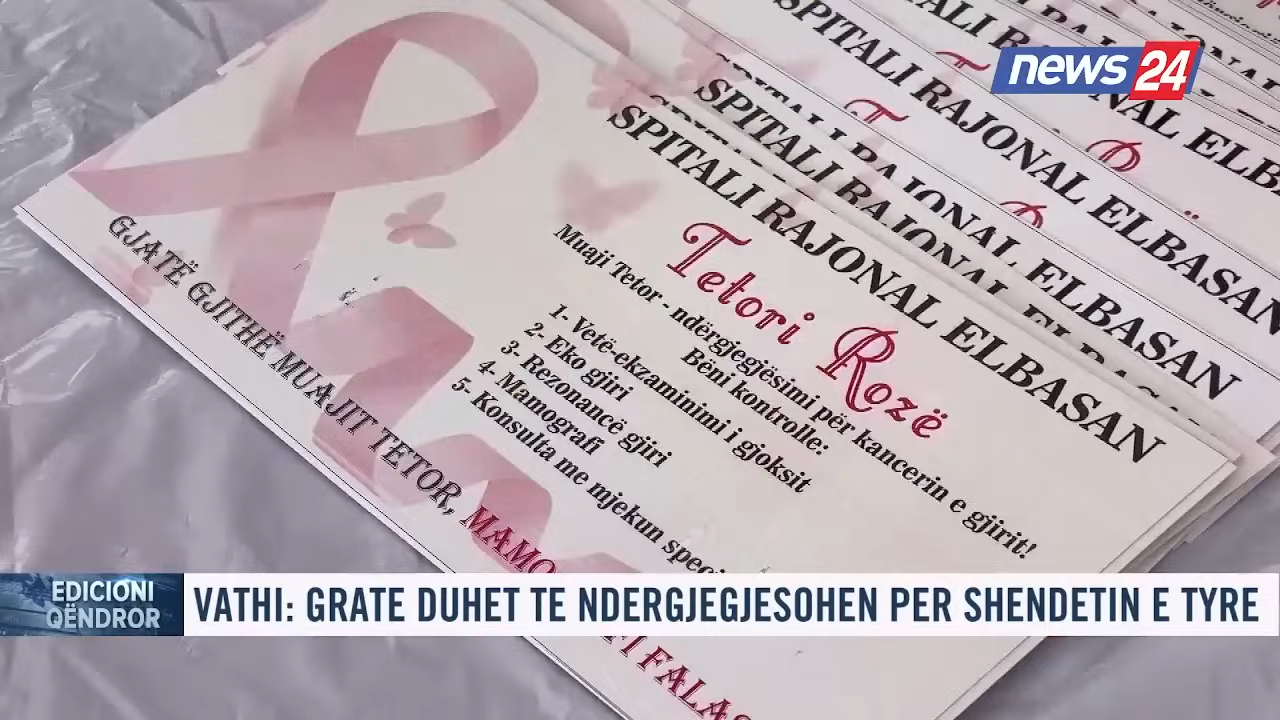 news 24
SPITALI RAJONAL ELBASAN
SPITALI RAJONAL ELBASAN
SPITALI RAJONAL ELBASAN
SPITALI RAJONAL ELBASAN
Tetori Rozë
Muaji Tetor - ndërgjegjësimi për kancerin e gjirit!
Bëni kontrolle:
1- Vetë-ekzaminimi i gjoksit
2- Eko gjiri
3- Rezonancë gjiri
4- Mamografi
5- Konsulta me mjekun
GJATË GJITHË MUAJIT TETOR,
EDICIONI
QËNDROR
VATHI: GRATE DUHET TE NDERGJEGJESOHEN PER SHENDETIN E TYRE